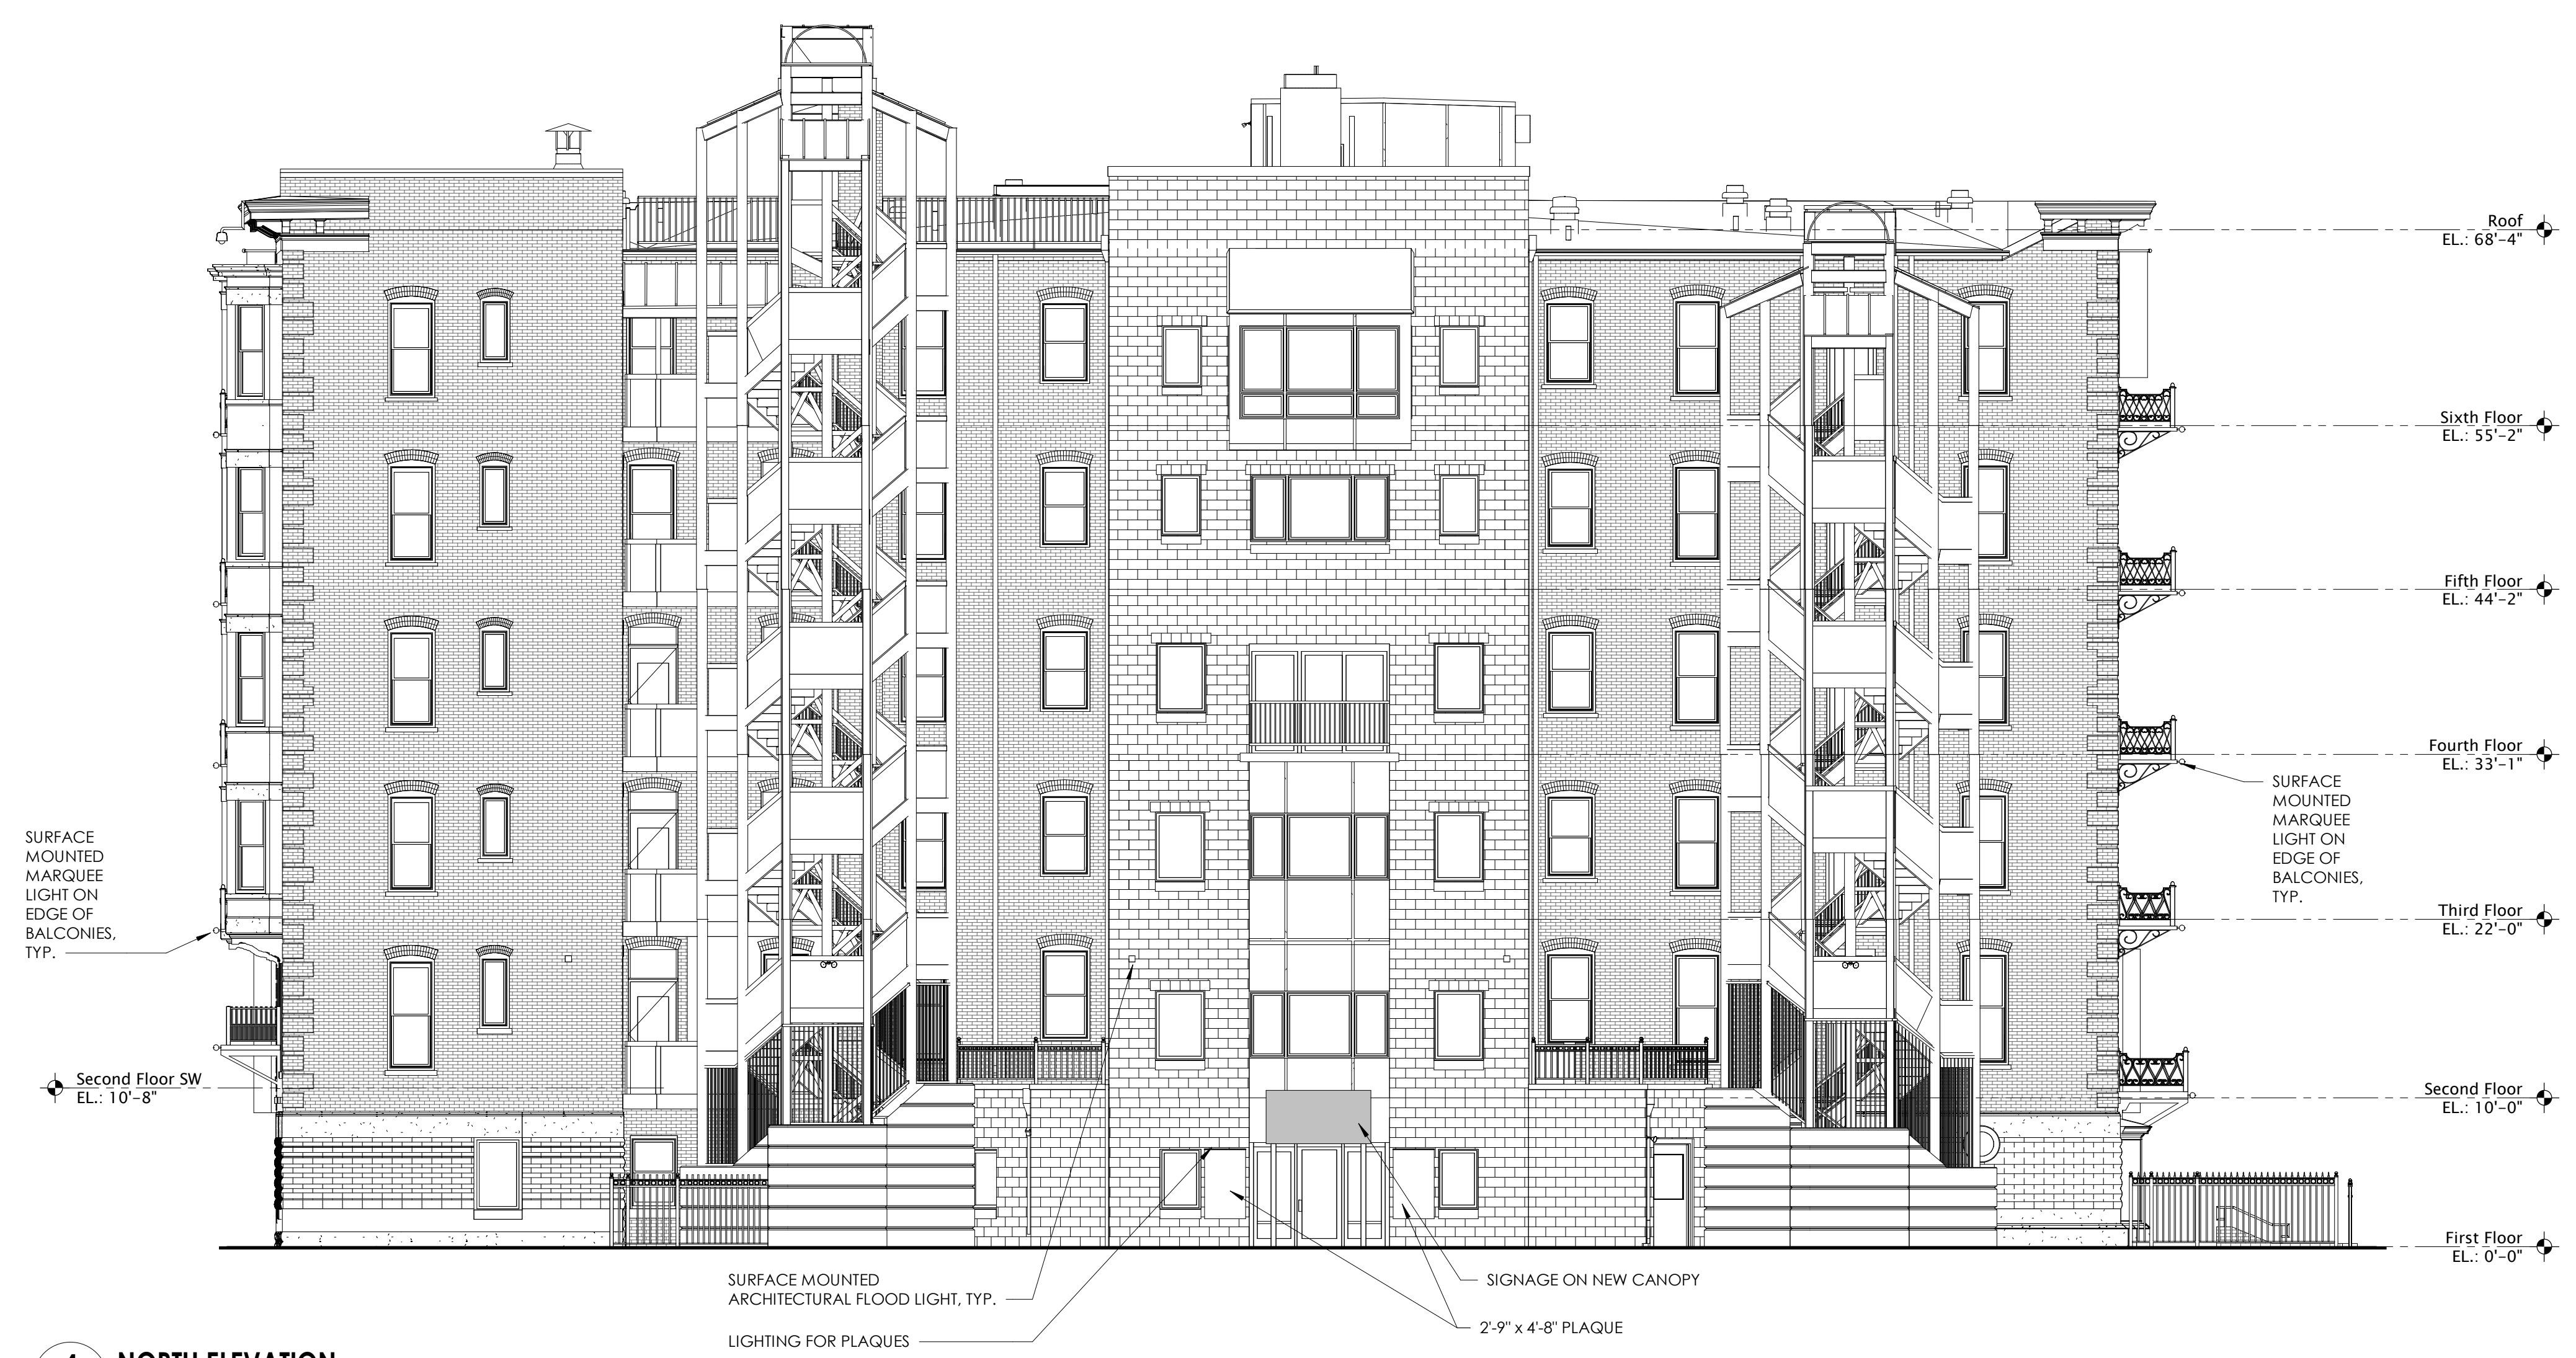 Roof
EL.: 68'-4"
Sixth Floor
EL.: 55'-2"
Fifth Floor
EL.: 44'-2"
Fourth Floor
EL.: 33'-1"
SURFACE
MOUNTED
MARQUEE
LIGHT ON
EDGE OF
BALCONIES,
TYP.
SURFACE
MOUNTED
MARQUEE
LIGHT ON
EDGE OF
BALCONIES,
TYP.
Third Floor
EL.: 22'-0"
Second Floor SW
EL.: 10'-8"
Second Floor
EL.: 10'-0"
First Floor
EL.: 0'-0"
SURFACE MOUNTED
ARCHITECTURAL FLOOD LIGHT, TYP.
SIGNAGE ON NEW CANOPY
LIGHTING FOR PLAQUES
2'-9" x 4'-8" PLAQUE
NORTH ELEVATION